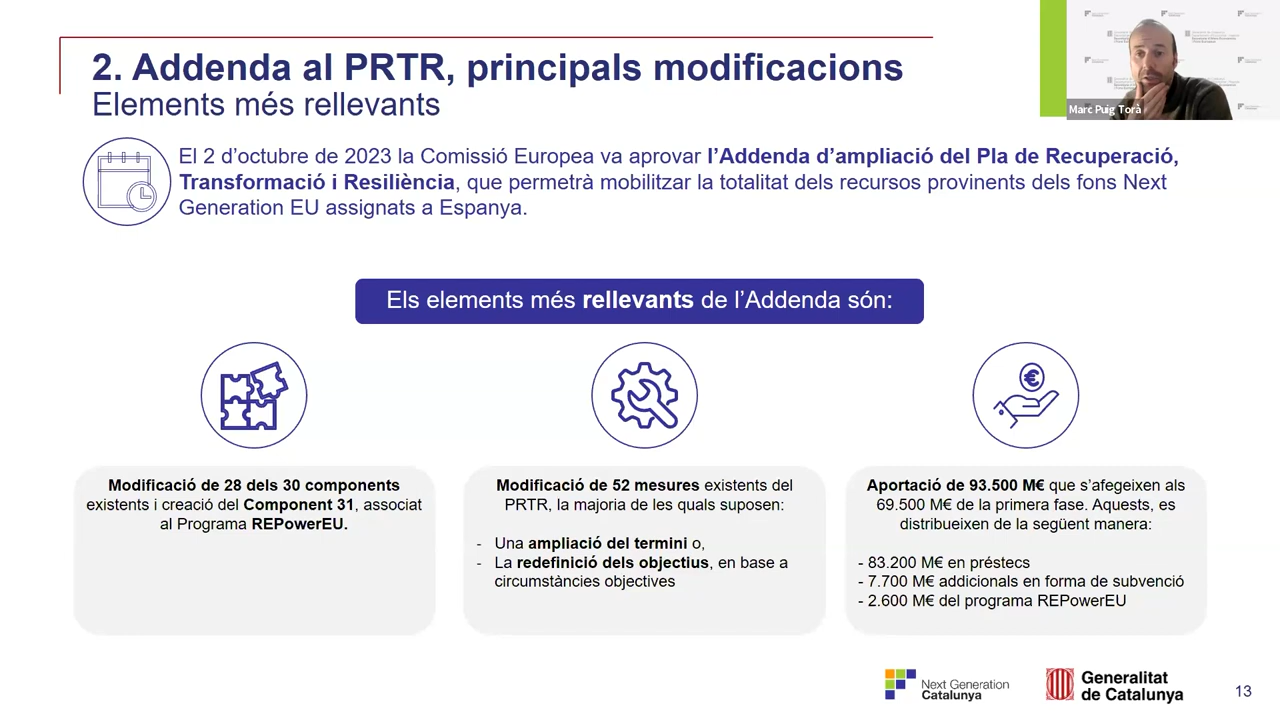 2. Addenda al PRTR, principals modificacions
Elements més rellevants
Marc Puig Torà
El 2 d’octubre de 2023 la Comissió Europea va aprovar l’Addenda d’ampliació del Pla de Recuperació,
Transformació i Resiliència, que permetrà mobilitzar la totalitat dels recursos provinents dels fons Next
Generation EU assignats a Espanya.
Els elements més rellevants de l’Addenda són:
Modificació de 28 dels 30 components
existents i creació del Component 31, associat
al Programa REPowerEU.
Modificació de 52 mesures existents del
PRTR, la majoria de les quals suposen:
- Una ampliació del termini o,
- La redefinició dels objectius, en base a
circumstàncies objectives
Aportació de 93.500 M€ que s’afegeixen als
69.500 M€ de la primera fase. Aquests, es
distribueixen de la següent manera:
- 83.200 M€ en préstecs
- 7.700 M€ addicionals en forma de subvenció
- 2.600 M€ del programa REPowerEU
Next Generation
Catalunya
Generalitat
de Catalunya
13